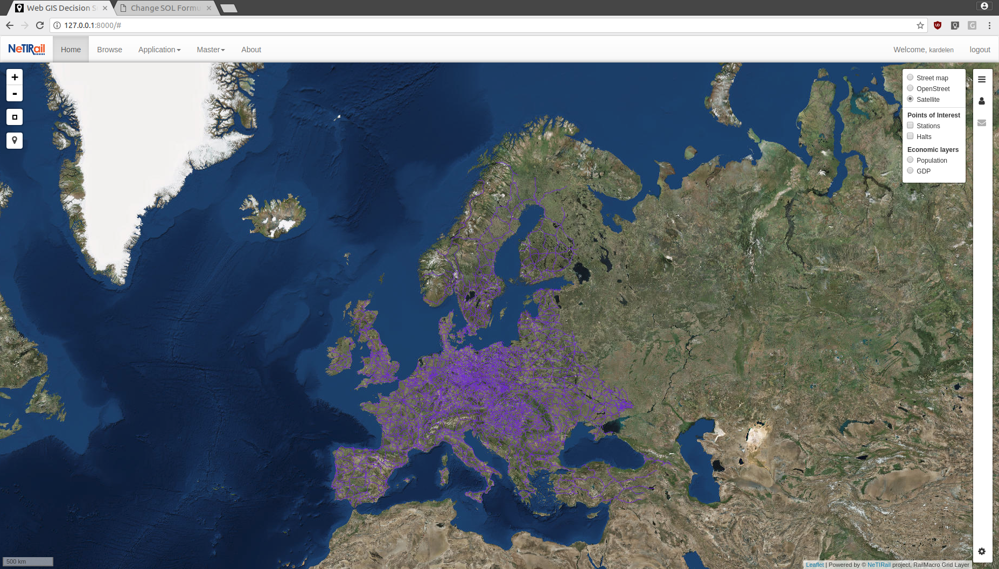 Web GIS Decision S
Change SOL Formu
127.0.0.1:8000/#
NeTIRail
Home
Browse
Application
Master
About
Welcome, kardelen
logout
+
-
Street map
OpenStreet
Satellite
Points of Interest
Stations
Halts
Economic layers
Population
GDP
500 km
Leaflet | Powered by © NeTIRail project, RailMacro Grid Layer